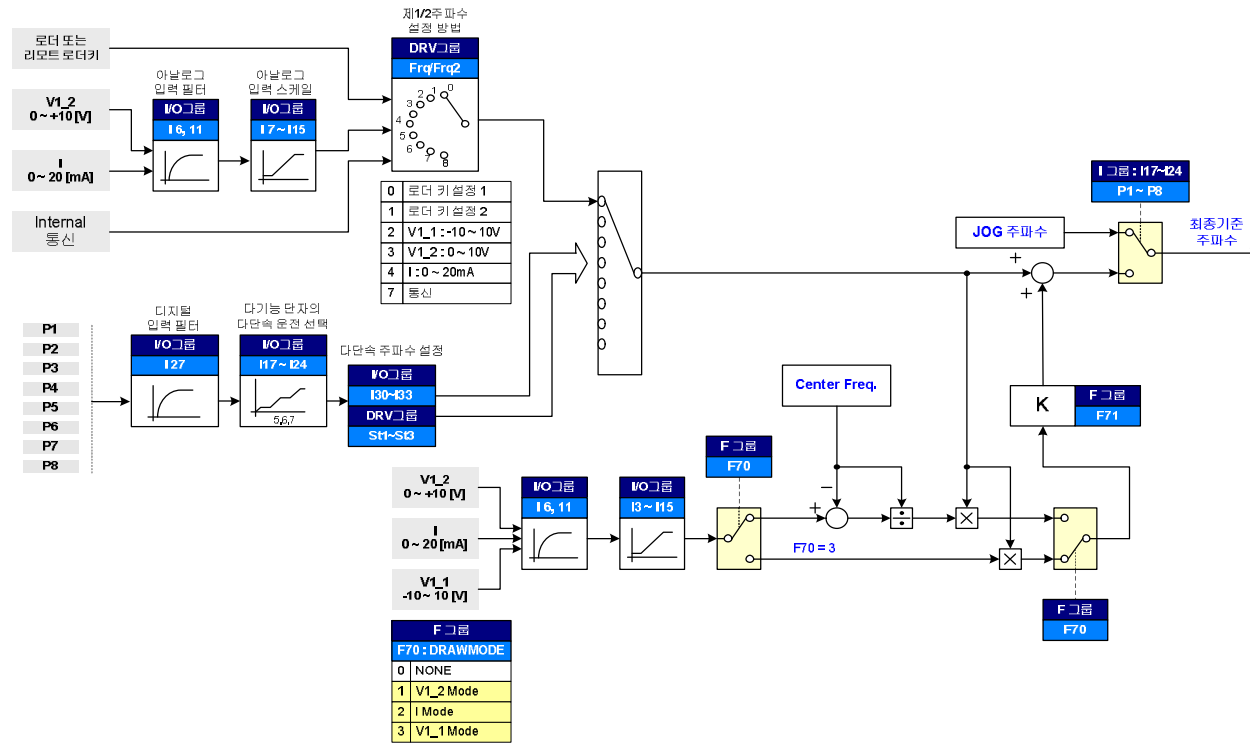 제1/2주파수
설정 방법
DRV그룹
Frq/Frq2
0
1
2
3
4
5
6
7
8
로더 또는
리모트 로더키
아날로그
입력 필터
I/O그룹
I 6, 11
아날로그
입력 스케일
I/O그룹
I 7 ~ I15
V1_2
0 ~ +10 [V]
I
0 ~ 20 [mA]
Internal
통신
0 로더 키 설정 1
1 로더 키 설정 2
2 V1_1 : -10 ~ 10V
3 V1_2 : 0 ~ 10V
4 I : 0 ~ 20mA
7 통신
I 그룹 : I17~I24
P1 ~ P8
JOG 주파수
최종기준
주파수
+
+
P1
P2
P3
P4
P5
P6
P7
P8
디지털
입력 필터
I/O그룹
I 27
다기능 단자의
다단속 운전 선택
I/O그룹
I17 ~ I24
5,6,7
다단속 주파수 설정
I/O그룹
I30~I33
DRV그룹
St1~St3
Center Freq.
K
F 그룹
F71
V1_2
0 ~ +10 [V]
I
0 ~ 20 [mA]
V1_1
-10 ~ 10 [V]
I/O그룹
I 6, 11
I/O그룹
I3 ~ I15
F 그룹
F70
−
+
÷
×
×
F70 = 3
F 그룹
F70
F 그룹
F70 : DRAWMODE
0 NONE
1 V1_2 Mode
2 I Mode
3 V1_1 Mode